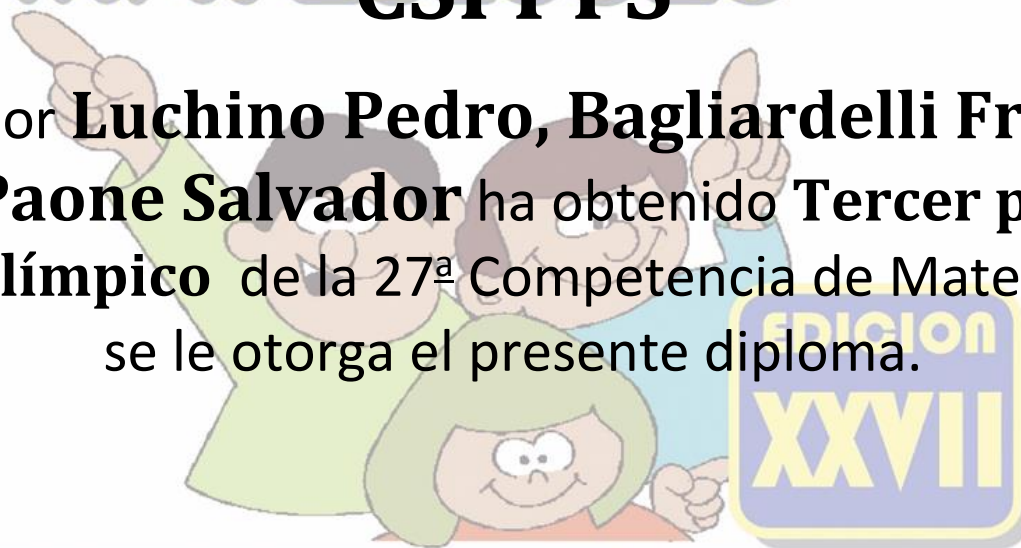 or Luchino Pedro, Bagliardelli Fr
Paone Salvador ha obtenido Tercer p
límpico de la 27ª Competencia de Mate
se le otorga el presente diploma.
EDICION
XXVII